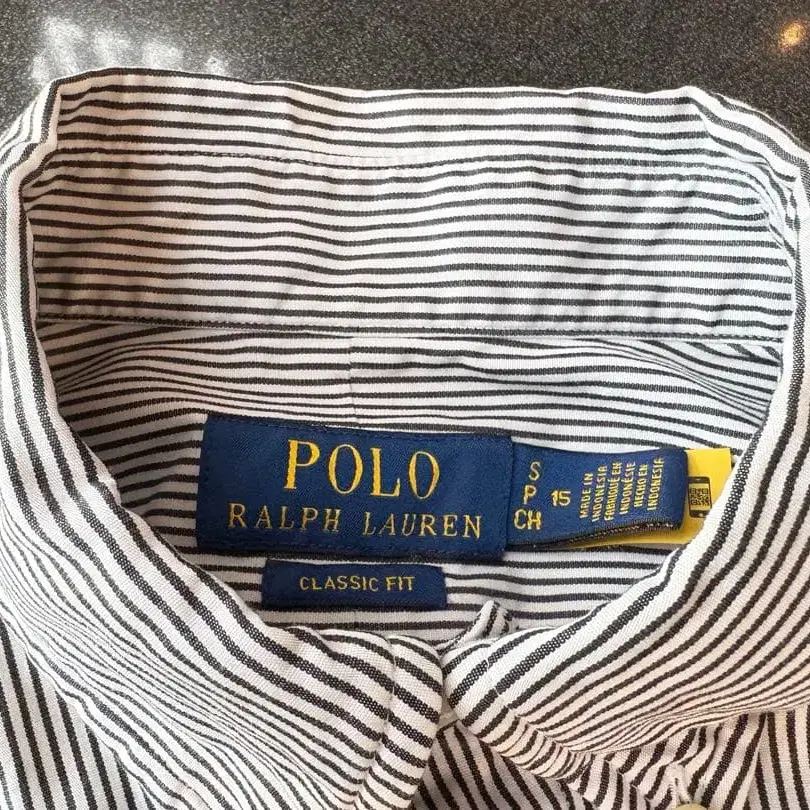 POLO
RALPH LAUREN
S
P
CH
15
MADE IN
INDONESIA
FABRIQUÉ EN
INDONÉSIE
HECHO EN
INDONESIA
CLASSIC FIT